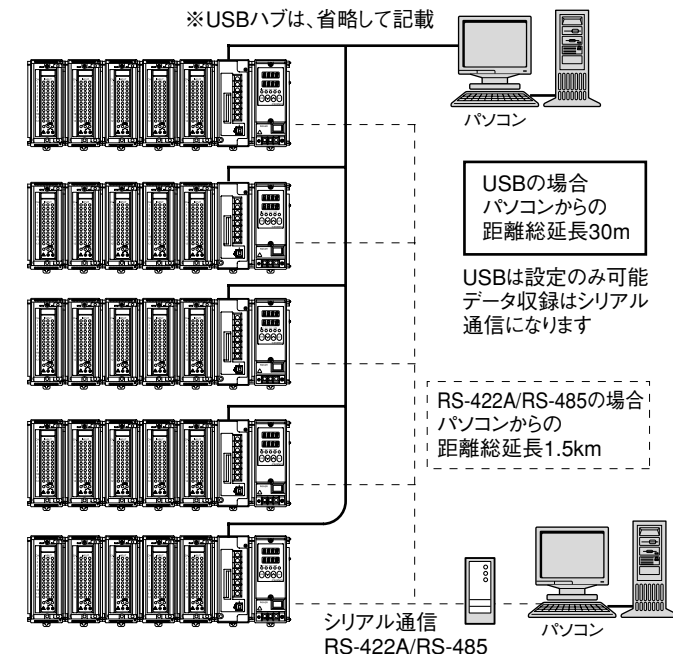 ※USBハブは、省略して記載
パソコン
USBの場合
パソコンからの
距離総延長30m
USBは設定のみ可能
データ収録はシリアル
通信になります
RS-422A/RS-485の場合
パソコンからの
距離総延長1.5km
シリアル通信
RS-422A/RS-485
パソコン